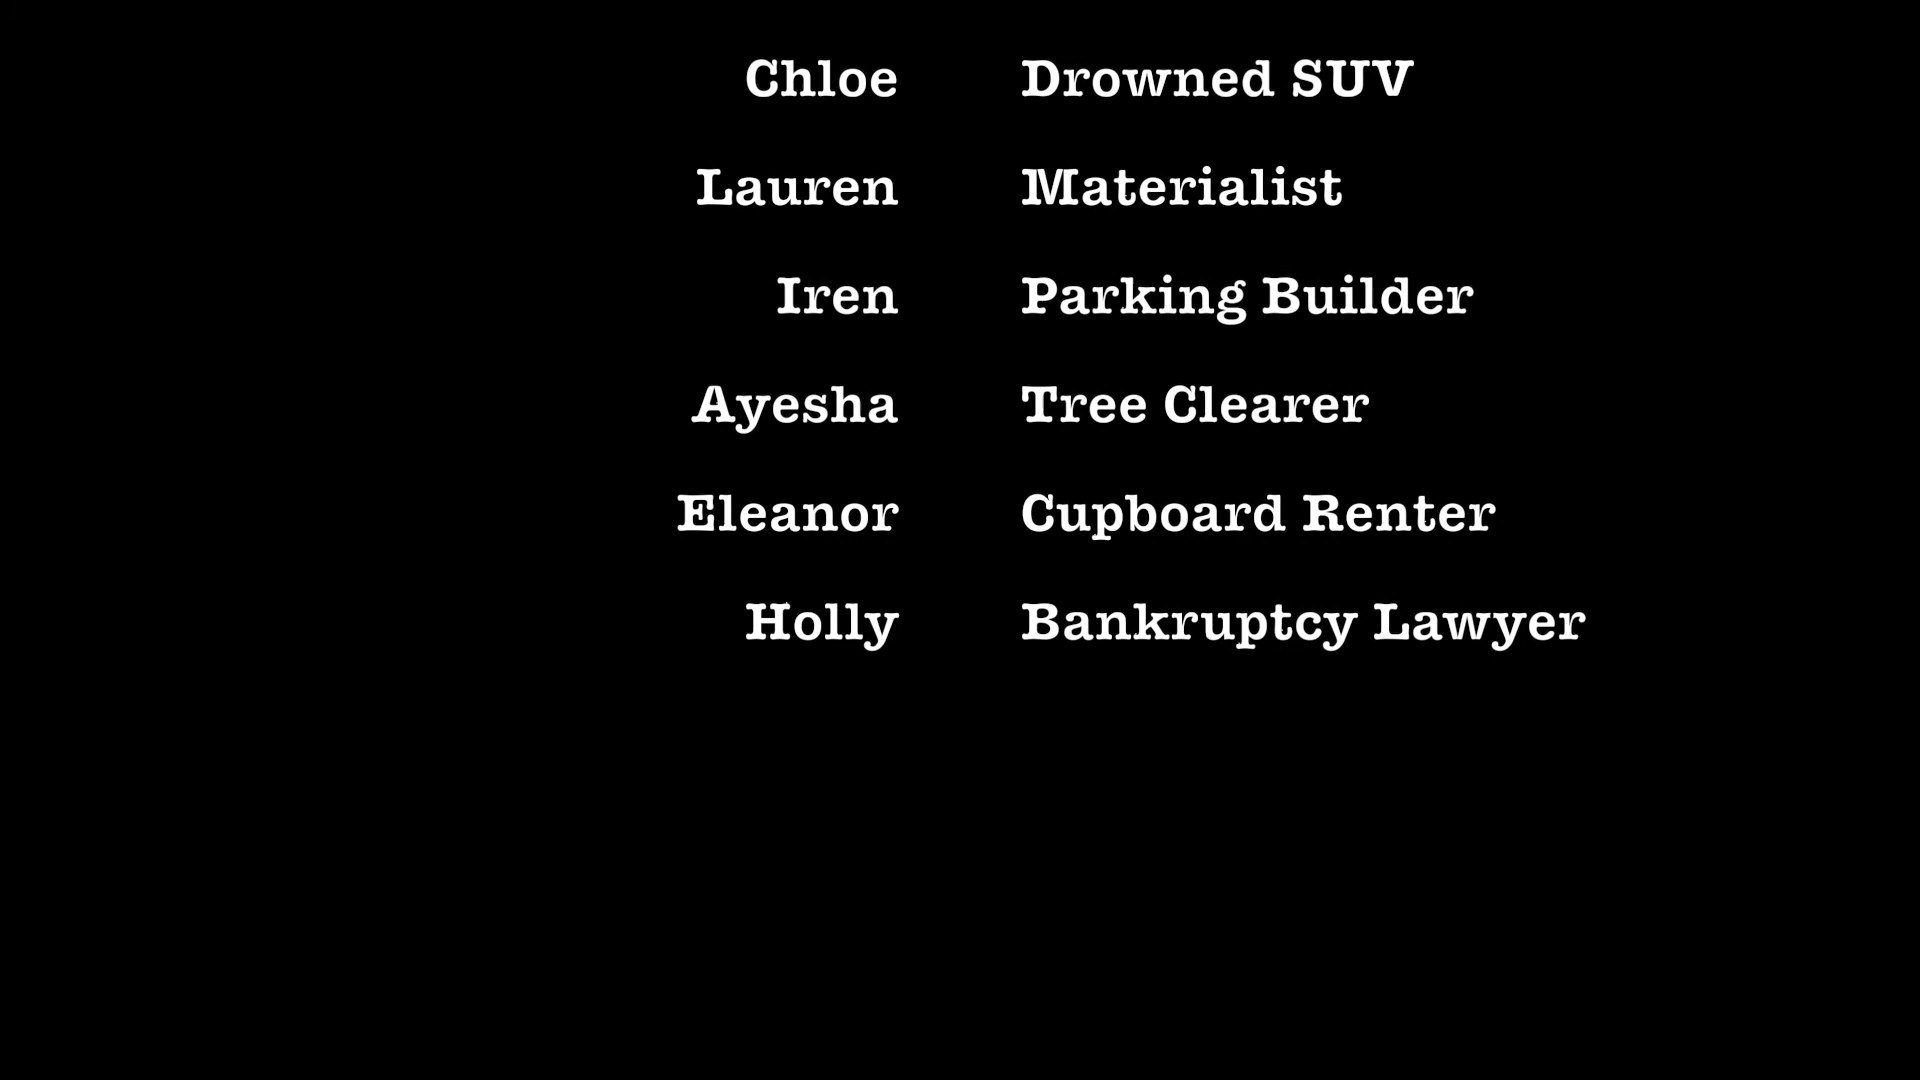 Chloe Drowned SUV
Lauren Materialist
Iren Parking Builder
Ayesha Tree Clearer
Eleanor Cupboard Renter
Holly Bankruptcy Lawyer